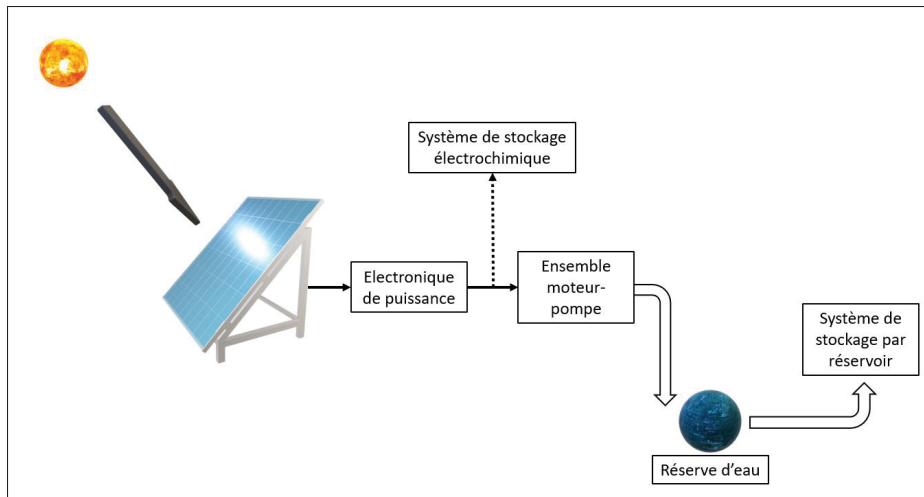 Système de stockage
électrochimique
Electronique
de puissance
Ensemble
moteur-
pompe
Système de
stockage par
réservoir
Réserve d'eau